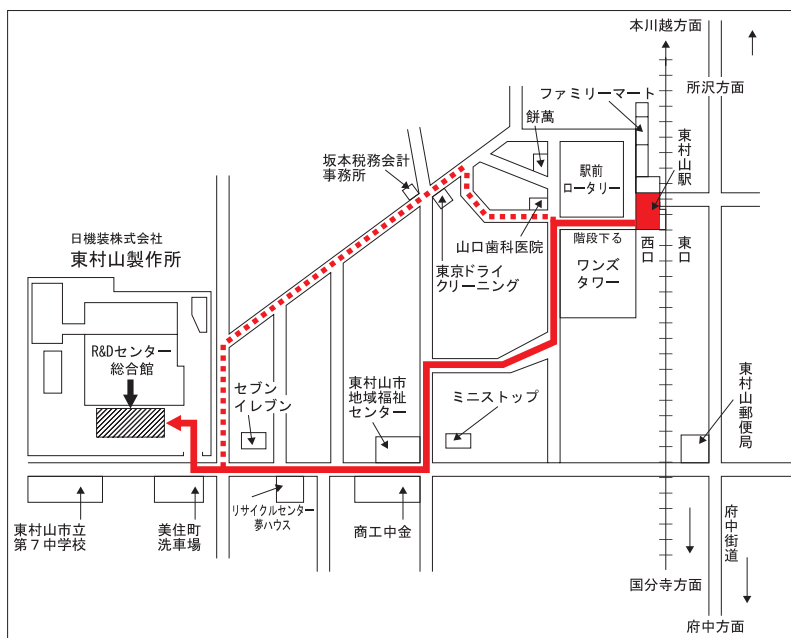 本川越方面
所沢方面
ファミリーマート
餅萬
東村山駅
坂本税務会計
事務所
駅前
ロータリー
山口歯科医院
階段下る
西口
東口
ワンズ
タワー
東京ドライ
クリーニング
日機装株式会社
東村山製作所
R&Dセンター
総合館
セブン
イレブン
東村山市
地域福祉
センター
ミニストップ
東村山郵便局
東村山市立
第7中学校
美住町
洗車場
リサイクルセンター
夢ハウス
商工中金
府中街道
国分寺方面
府中方面